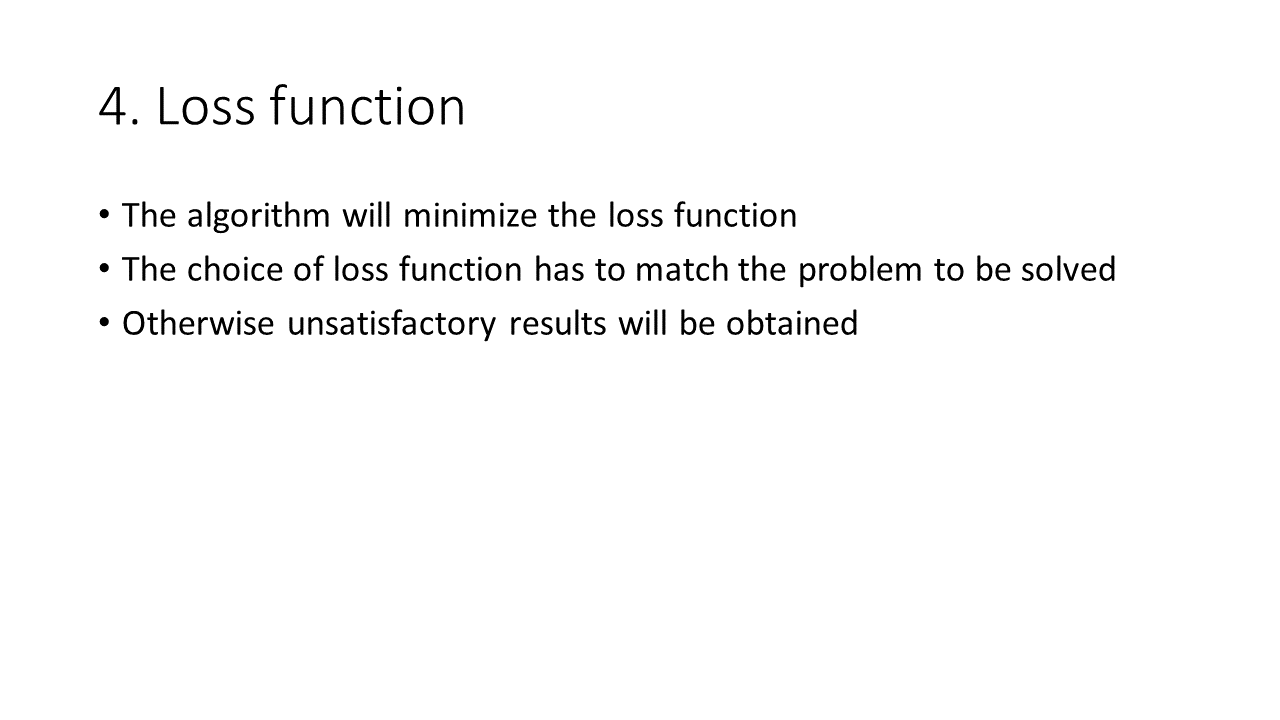 4. Loss function
• The algorithm will minimize the loss function
• The choice of loss function has to match the problem to be solved
• Otherwise unsatisfactory results will be obtained